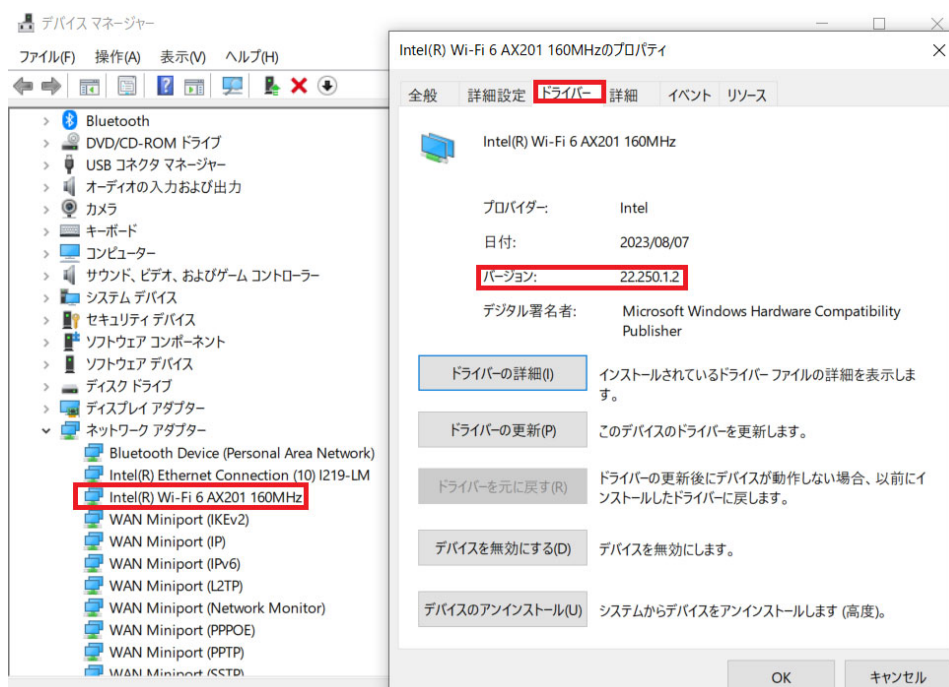 デバイス マネージャー
ファイル(F) 操作(A) 表示(V) ヘルプ(H)
Bluetooth
DVD/CD-ROM ドライブ
USB コネクタ マネージャー
オーディオの入力および出力
カメラ
キーボード
コンピューター
サウンド、ビデオ、およびゲーム コントローラー
システム デバイス
セキュリティ デバイス
ソフトウェア コンポーネント
ソフトウェア デバイス
ディスク ドライブ
ディスプレイ アダプター
ネットワーク アダプター
Bluetooth Device (Personal Area Network)
Intel(R) Ethernet Connection (10) I219-LM
Intel(R) Wi-Fi 6 AX201 160MHz
WAN Miniport (IKEv2)
WAN Miniport (IP)
WAN Miniport (IPv6)
WAN Miniport (L2TP)
WAN Miniport (Network Monitor)
WAN Miniport (PPPOE)
WAN Miniport (PPTP)
WAN Miniport (SSTP)
Intel(R) Wi-Fi 6 AX201 160MHzのプロパティ
全般 詳細設定 ドライバー 詳細 イベント リソース
Intel(R) Wi-Fi 6 AX201 160MHz
プロバイダー: Intel
日付: 2023/08/07
バージョン: 22.250.1.2
デジタル署名者: Microsoft Windows Hardware Compatibility
Publisher
ドライバーの詳細(I) インストールされているドライバー ファイルの詳細を表示しま
す。
ドライバーの更新(P) このデバイスのドライバーを更新します。
ドライバーを元に戻す(R) ドライバーの更新後にデバイスが動作しない場合、以前にイ
ンストールしたドライバーに戻します。
デバイスを無効にする(D) デバイスを無効にします。
デバイスのアンインストール(U) システムからデバイスをアンインストールします (高度)。
OK キャンセル